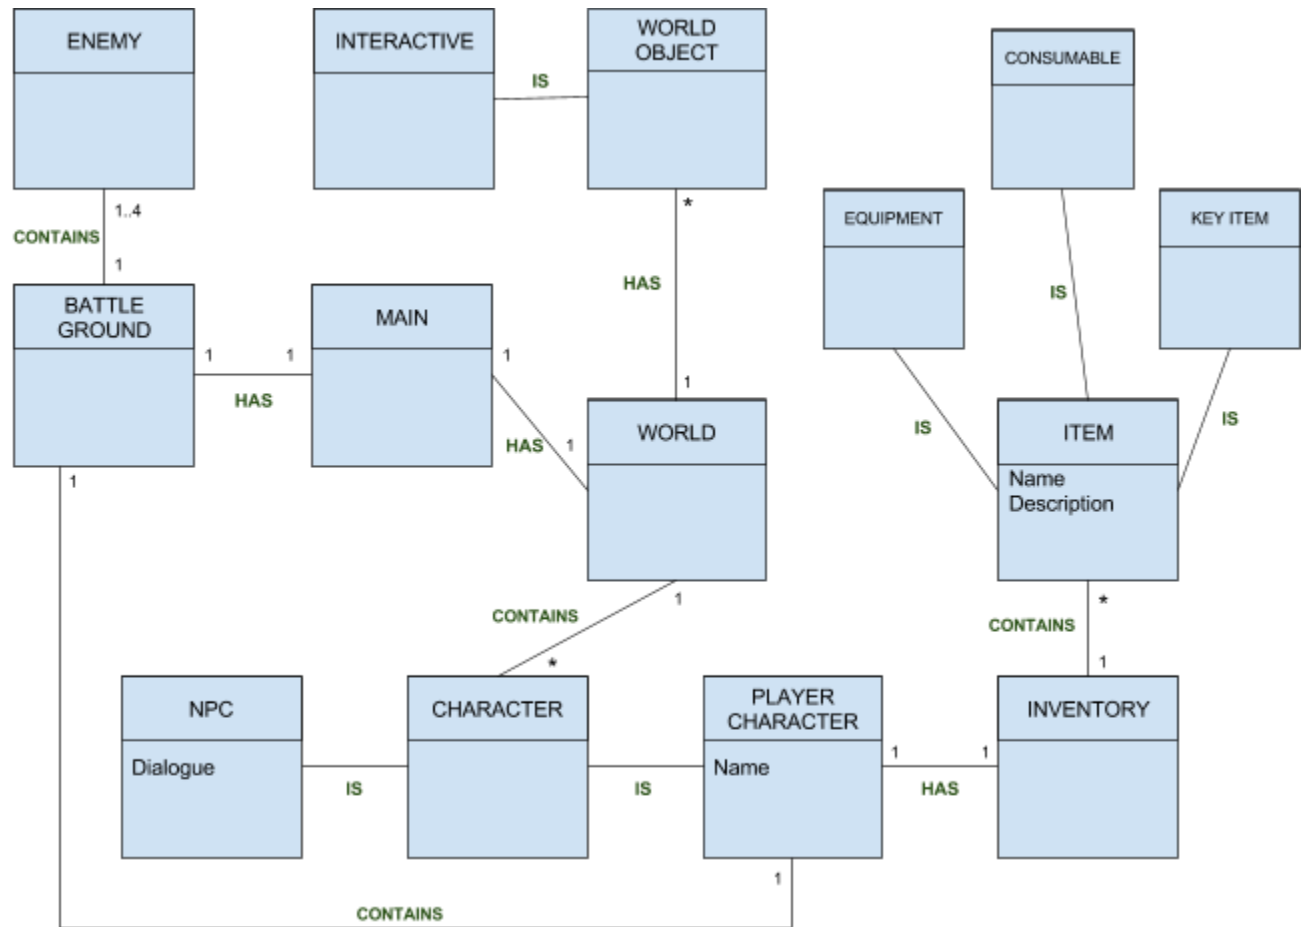 ENEMY
INTERACTIVE
WORLD
OBJECT
CONSUMABLE
IS
EQUIPMENT
KEY ITEM
1..4
*
CONTAINS
1
HAS
IS
BATTLE
GROUND
MAIN
1
1
1
HAS
HAS
1
1
WORLD
IS
IS
ITEM
Name
Description
1
CONTAINS
1
*
*
CONTAINS
1
NPC
Dialogue
CHARACTER
PLAYER
CHARACTER
Name
INVENTORY
IS
IS
1
1
HAS
1
CONTAINS